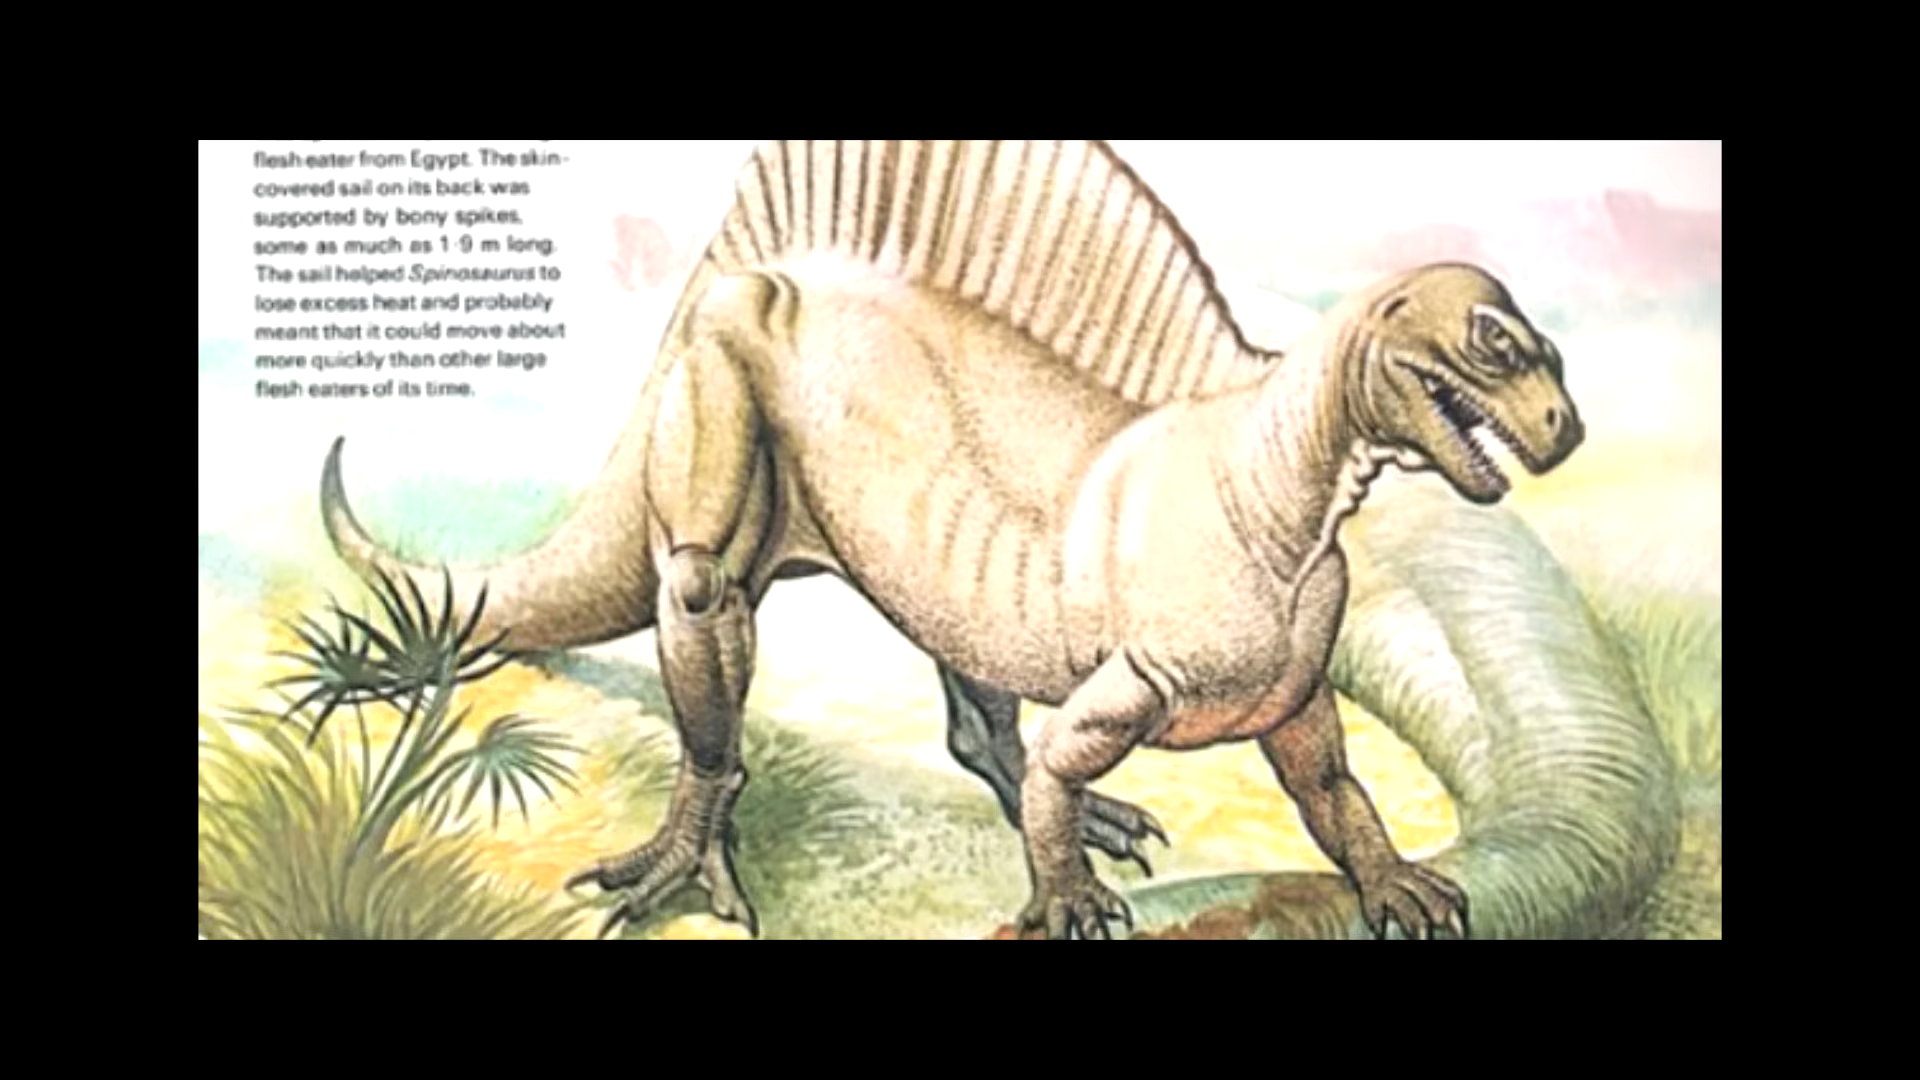 flesh-eater from Egypt. The skin-
covered sail on its back was
supported by bony spikes,
some as much as 1·9 m long.
The sail helped Spinosaurus to
lose excess heat and probably
meant that it could move about
more quickly than other large
flesh eaters of its time.